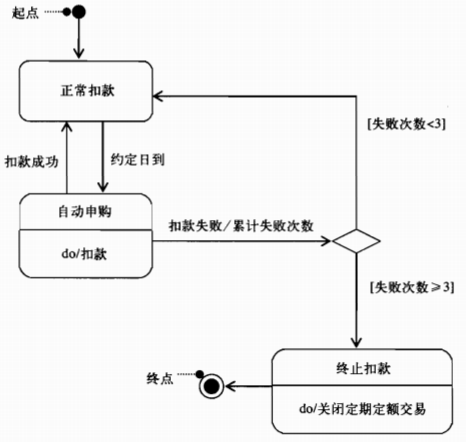 起点
正常扣款
[失败次数<3]
扣款成功
约定日到
自动申购
扣款失败/累计失败次数
do/扣款
[失败次数≥3]
终点
终止扣款
do/关闭定期定额交易